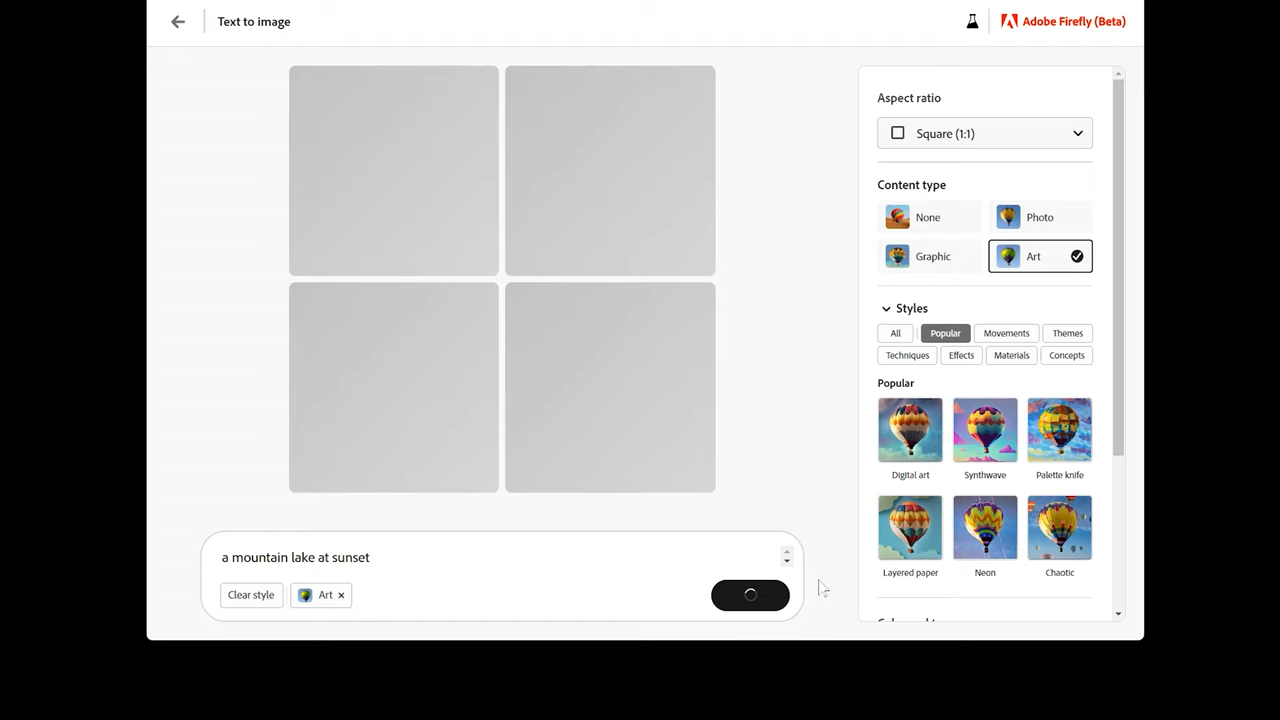 Text to image
Adobe Firefly (Beta)
Aspect ratio
Square (1:1)
Content type
None
Photo
Graphic
Art
Styles
All
Popular
Movements
Themes
Techniques
Effects
Materials
Concepts
Popular
Digital art
Synthwave
Palette knife
Layered paper
Neon
Chaotic
a mountain lake at sunset
Clear style
Art